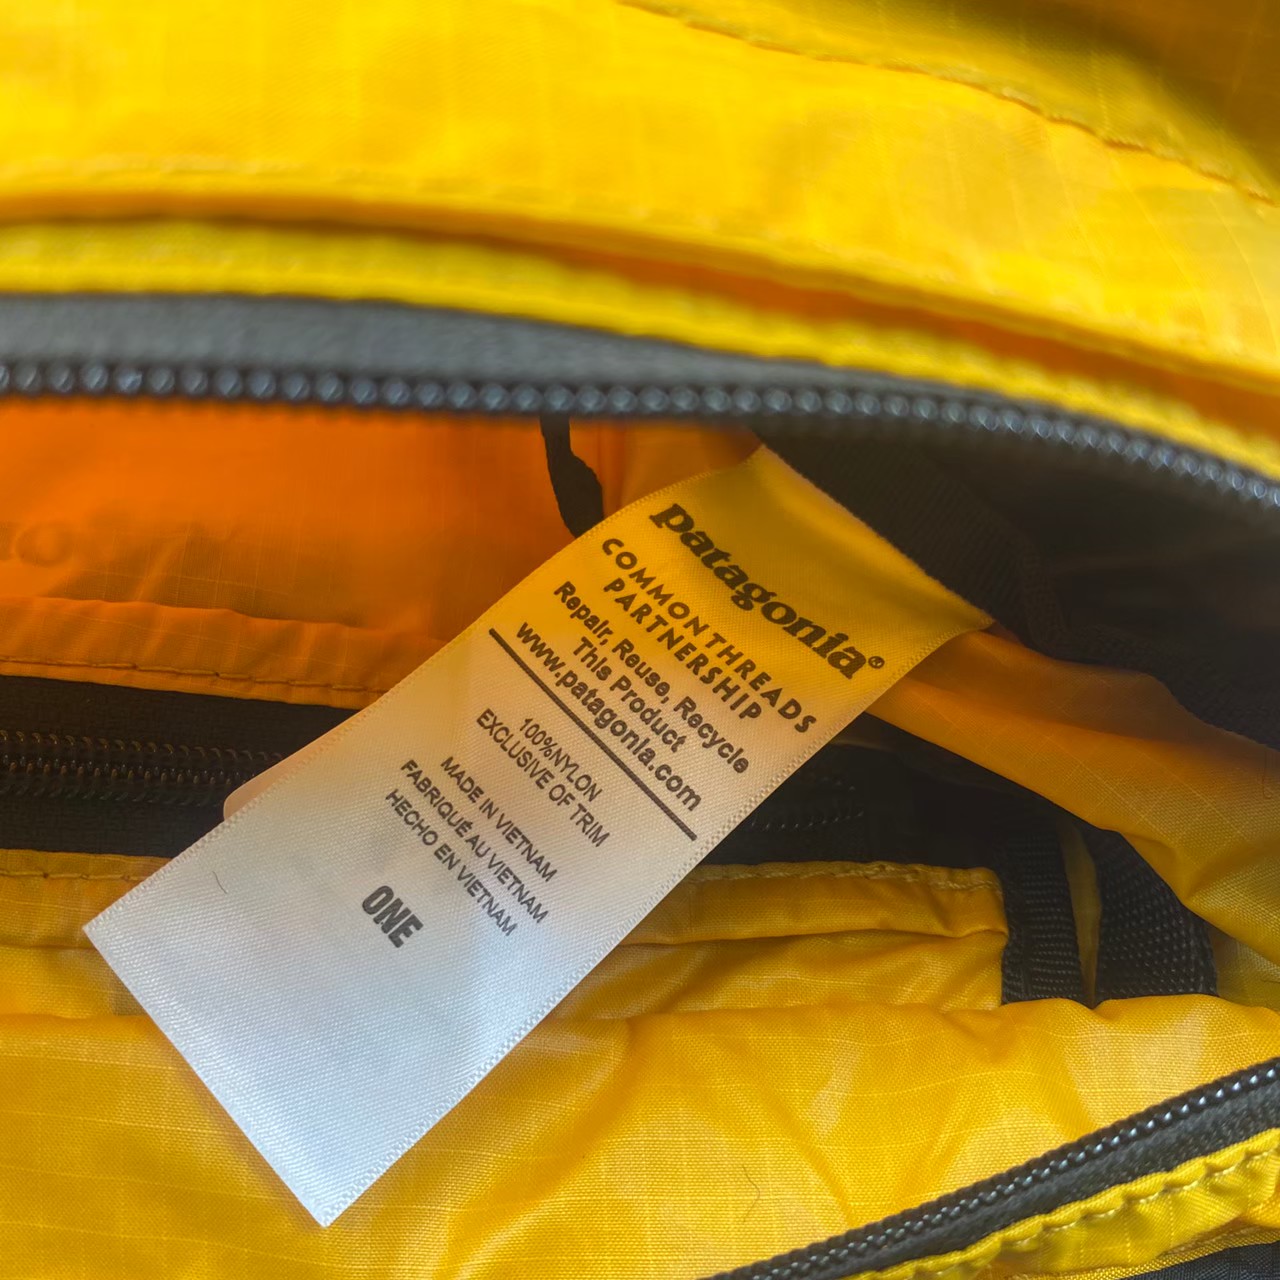 patagonia®
COMMON THREADS
PARTNERSHIP
Repair, Reuse, Recycle
This Product
www.patagonia.com
100%NYLON
EXCLUSIVE OF TRIM
MADE IN VIETNAM
FABRIQUÉ AU VIETNAM
HECHO EN VIETNAM
ONE